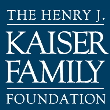 THE HENRY J.
KAISER
FAMILY
FOUNDATION